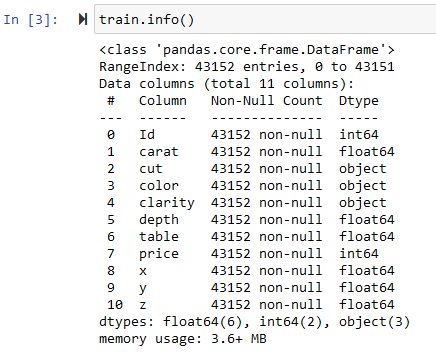 In [3]: train.info()
<class 'pandas.core.frame.DataFrame'>
RangeIndex: 43152 entries, 0 to 43151
Data columns (total 11 columns):
 #   Column   Non-Null Count  Dtype
---  ------   --------------  -----
 0   Id       43152 non-null  int64
 1   carat    43152 non-null  float64
 2   cut      43152 non-null  object
 3   color    43152 non-null  object
 4   clarity  43152 non-null  object
 5   depth    43152 non-null  float64
 6   table    43152 non-null  float64
 7   price    43152 non-null  int64
 8   x        43152 non-null  float64
 9   y        43152 non-null  float64
 10  z        43152 non-null  float64
dtypes: float64(6), int64(2), object(3)
memory usage: 3.6+ MB